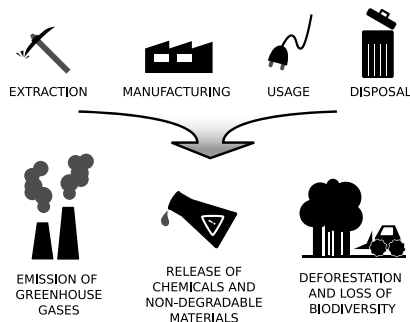 EXTRACTION MANUFACTURING USAGE DISPOSAL
EMISSION OF
GREENHOUSE
GASES
RELEASE OF
CHEMICALS AND
NON-DEGRADABLE
MATERIALS
DEFORESTATION
AND LOSS OF
BIODIVERSITY